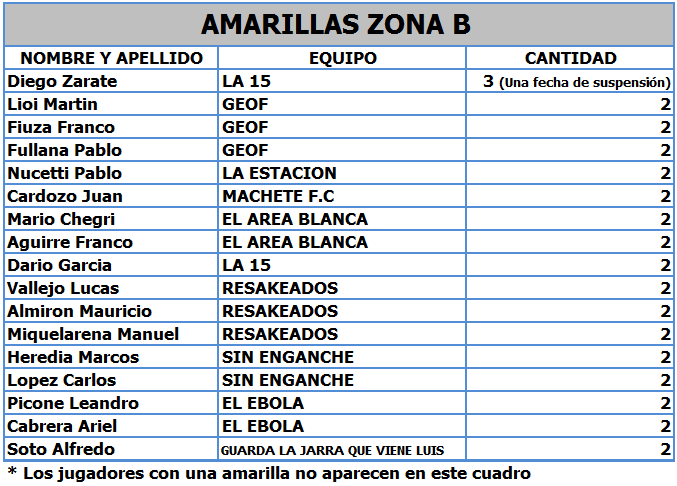 AMARILLAS ZONA B
NOMBRE Y APELLIDO EQUIPO CANTIDAD
Diego Zarate LA 15 3 (Una fecha de suspensión)
Lioi Martin GEOF 2
Fiuza Franco GEOF 2
Fullana Pablo GEOF 2
Nucetti Pablo LA ESTACION 2
Cardozo Juan MACHETE F.C 2
Mario Chegri EL AREA BLANCA 2
Aguirre Franco EL AREA BLANCA 2
Dario Garcia LA 15 2
Vallejo Lucas RESAKEADOS 2
Almiron Mauricio RESAKEADOS 2
Miquelarena Manuel RESAKEADOS 2
Heredia Marcos SIN ENGANCHE 2
Lopez Carlos SIN ENGANCHE 2
Picone Leandro EL EBOLA 2
Cabrera Ariel EL EBOLA 2
Soto Alfredo GUARDA LA JARRA QUE VIENE LUIS 2
* Los jugadores con una amarilla no aparecen en este cuadro